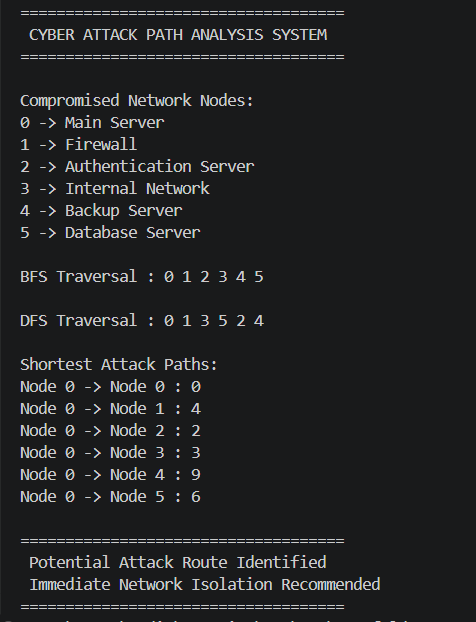 ====================================
CYBER ATTACK PATH ANALYSIS SYSTEM
====================================
Compromised Network Nodes:
0 -> Main Server
1 -> Firewall
2 -> Authentication Server
3 -> Internal Network
4 -> Backup Server
5 -> Database Server
BFS Traversal : 0 1 2 3 4 5
DFS Traversal : 0 1 3 5 2 4
Shortest Attack Paths:
Node 0 -> Node 0 : 0
Node 0 -> Node 1 : 4
Node 0 -> Node 2 : 2
Node 0 -> Node 3 : 3
Node 0 -> Node 4 : 9
Node 0 -> Node 5 : 6
====================================
Potential Attack Route Identified
Immediate Network Isolation Recommended
====================================